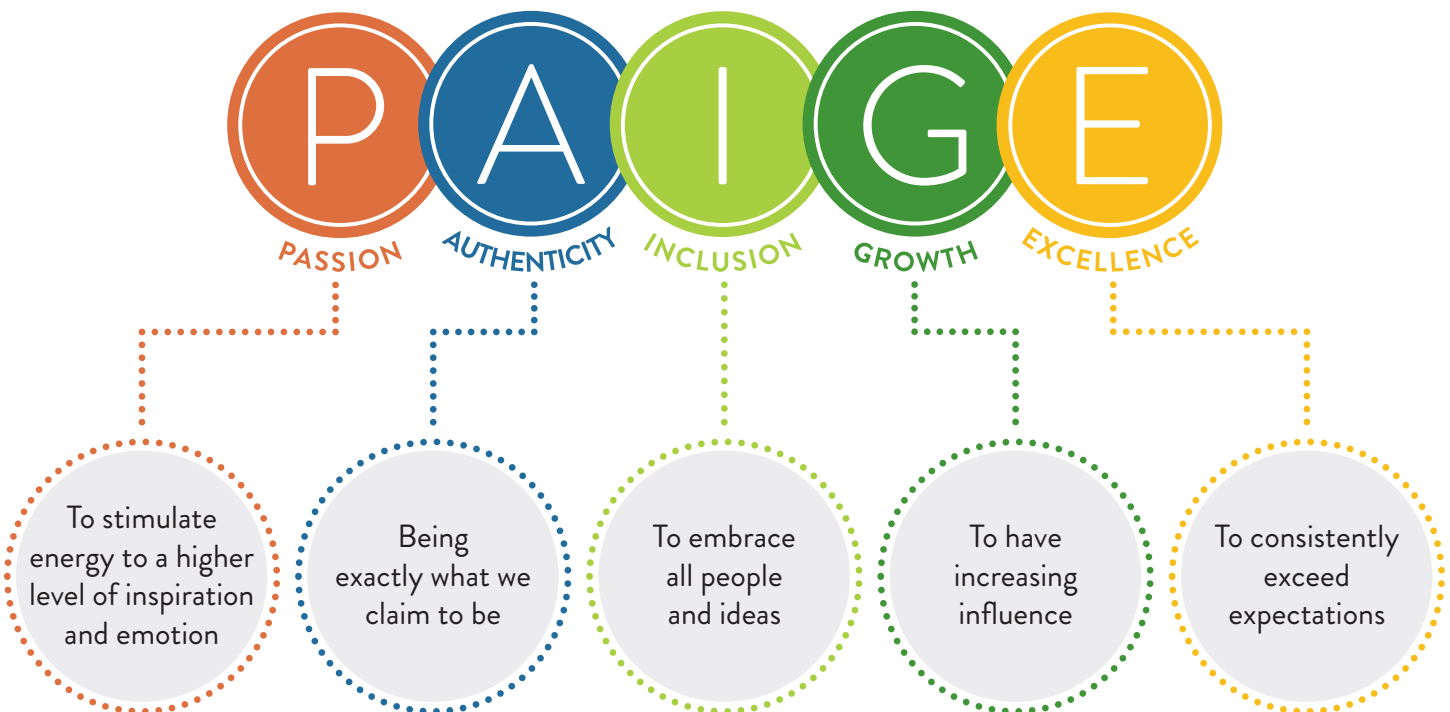 P A I G E
PASSION
AUTHENTICITY
INCLUSION
GROWTH
EXCELLENCE
To stimulate
energy to a higher
level of inspiration
and emotion
Being
exactly what we
claim to be
To embrace
all people
and ideas
To have
increasing
influence
To consistently
exceed
expectations